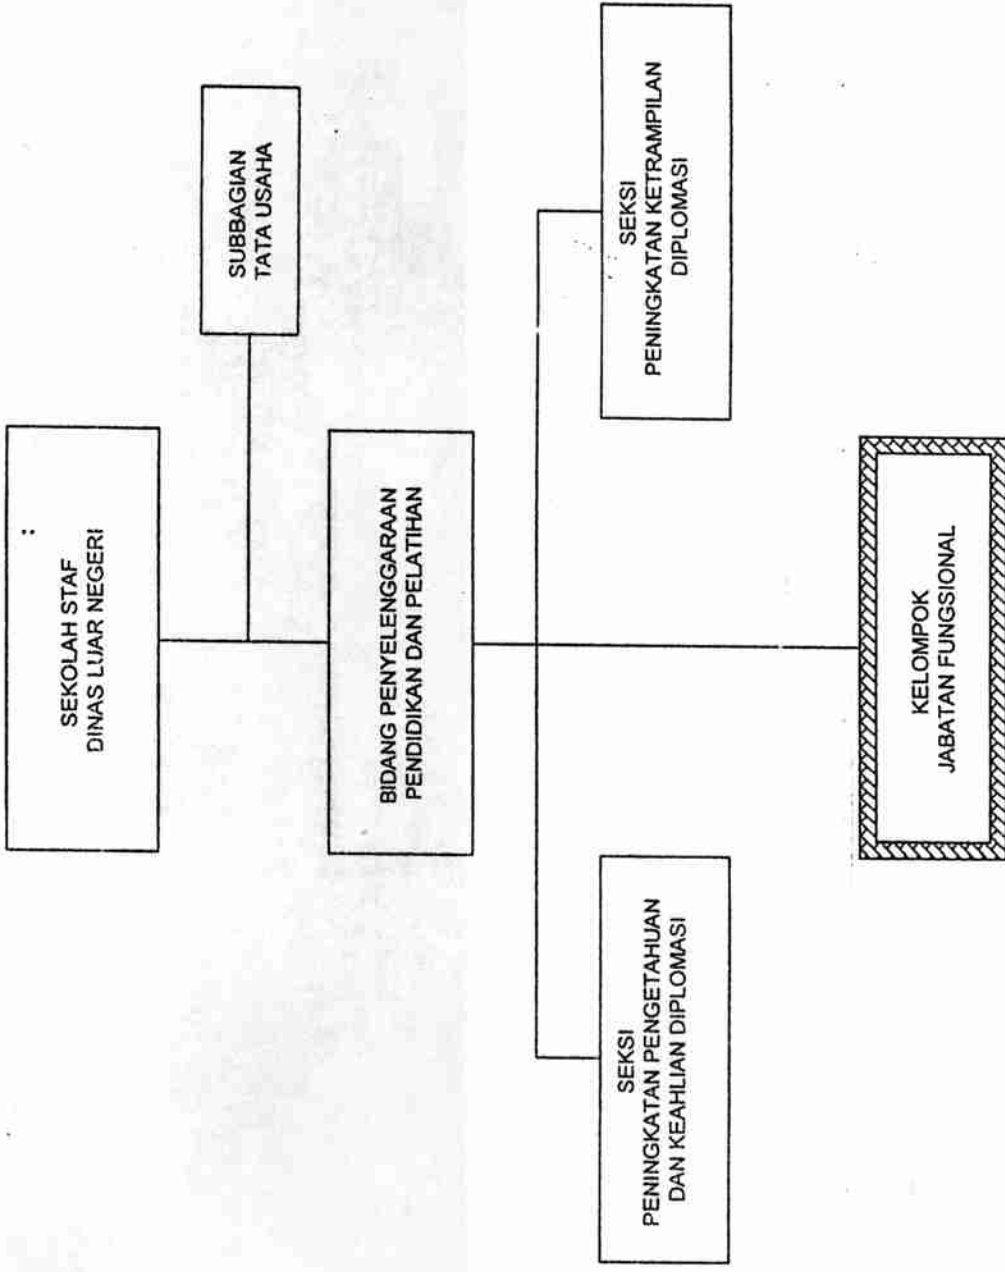 SEKOLAH STAF
DINAS LUAR NEGERI
SUBBAGIAN
TATA USAHA
BIDANG PENYELENGGARAAN
PENDIDIKAN DAN PELATIHAN
SEKSI
PENINGKATAN PENGETAHUAN
DAN KEAHLIAN DIPLOMASI
SEKSI
PENINGKATAN KETRAMPILAN
DIPLOMASI
KELOMPOK
JABATAN FUNGSIONAL